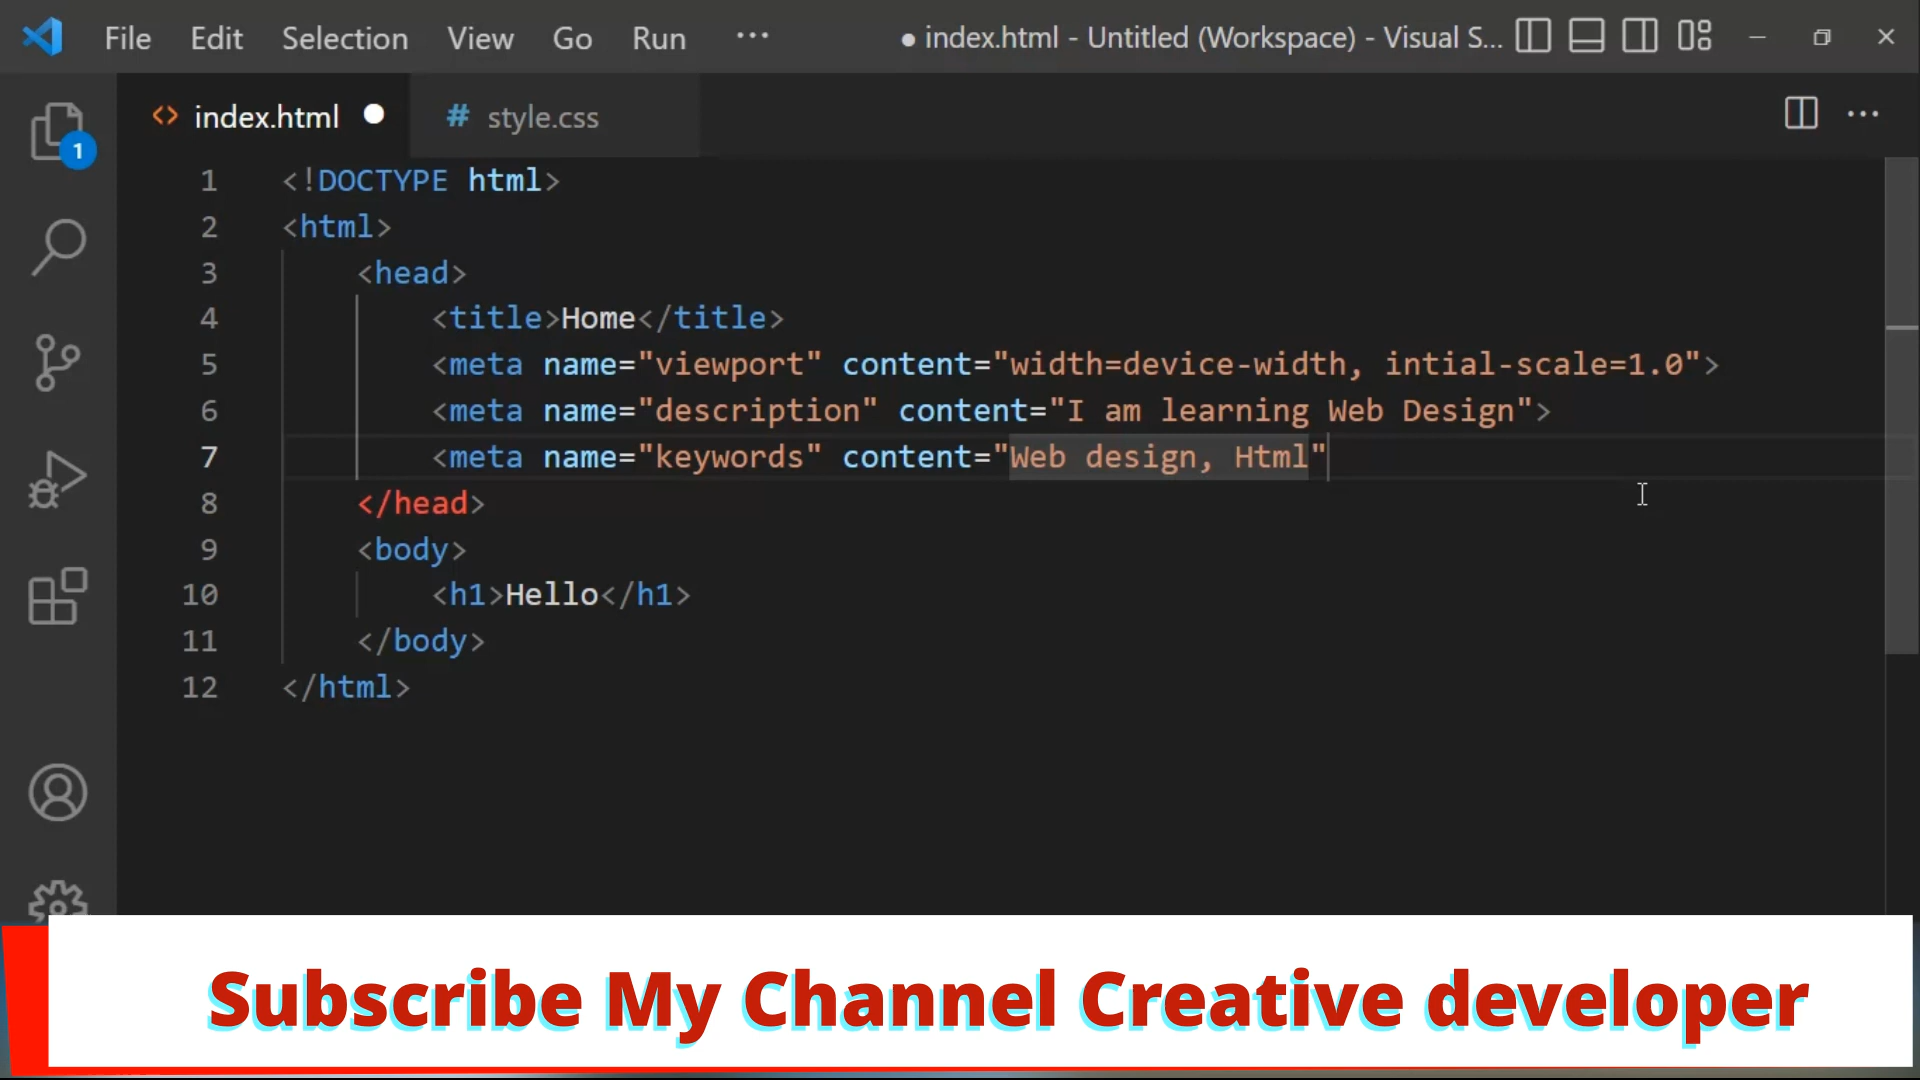 File Edit Selection View Go Run ··· ● index.html - Untitled (Workspace) - Visual S...
<> index.html ● # style.css
1
1 <!DOCTYPE html>
2 <html>
3 <head>
4 <title>Home</title>
5 <meta name="viewport" content="width=device-width, intial-scale=1.0">
6 <meta name="description" content="I am learning Web Design">
7 <meta name="keywords" content="Web design, Html"
8 </head>
9 <body>
10 <h1>Hello</h1>
11 </body>
12 </html>
Subscribe My Channel Creative developer